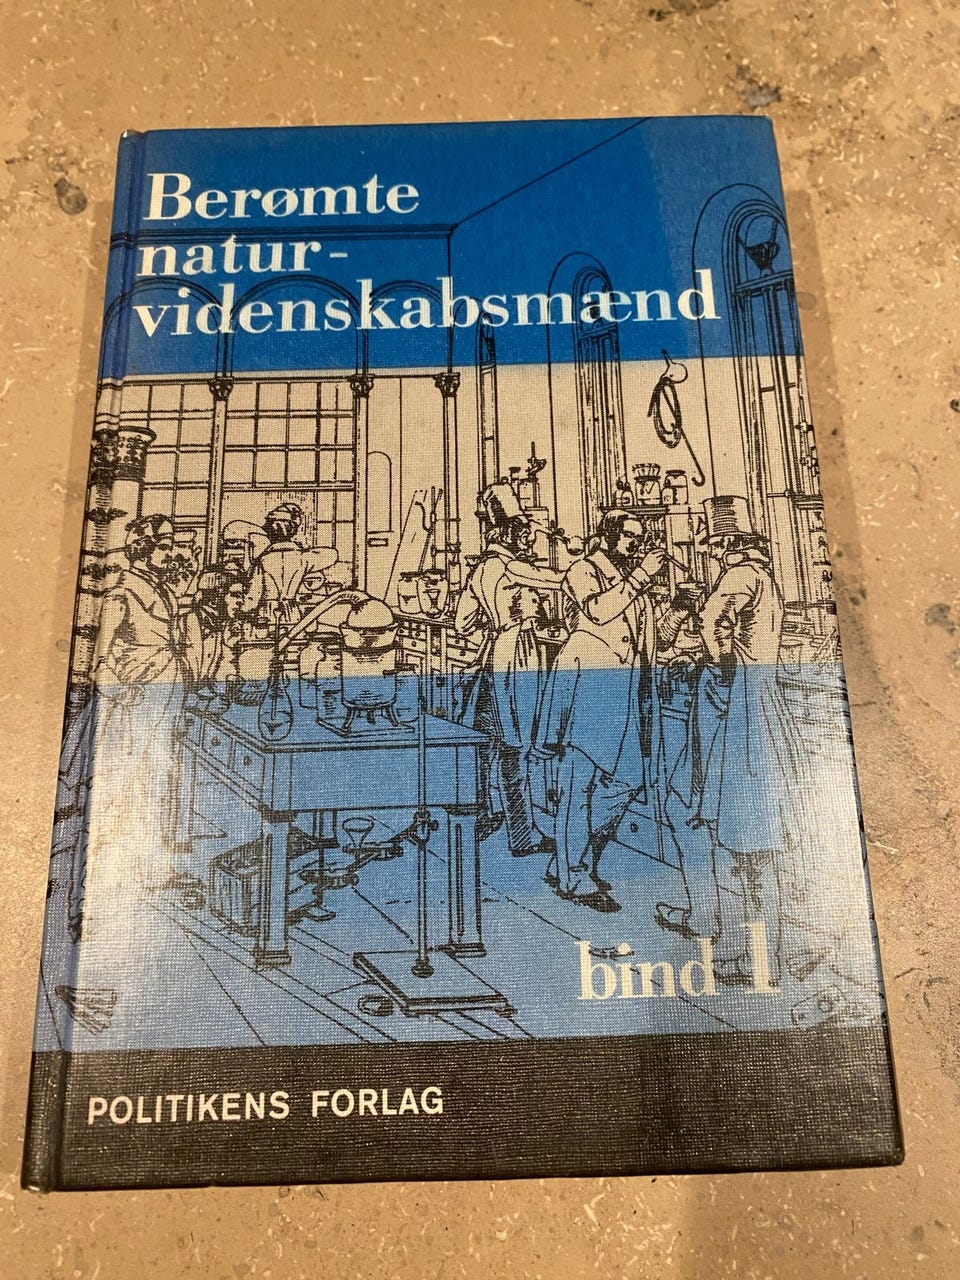 Berømte
natur-
videnskabsmænd
bind 1
POLITIKENS FORLAG